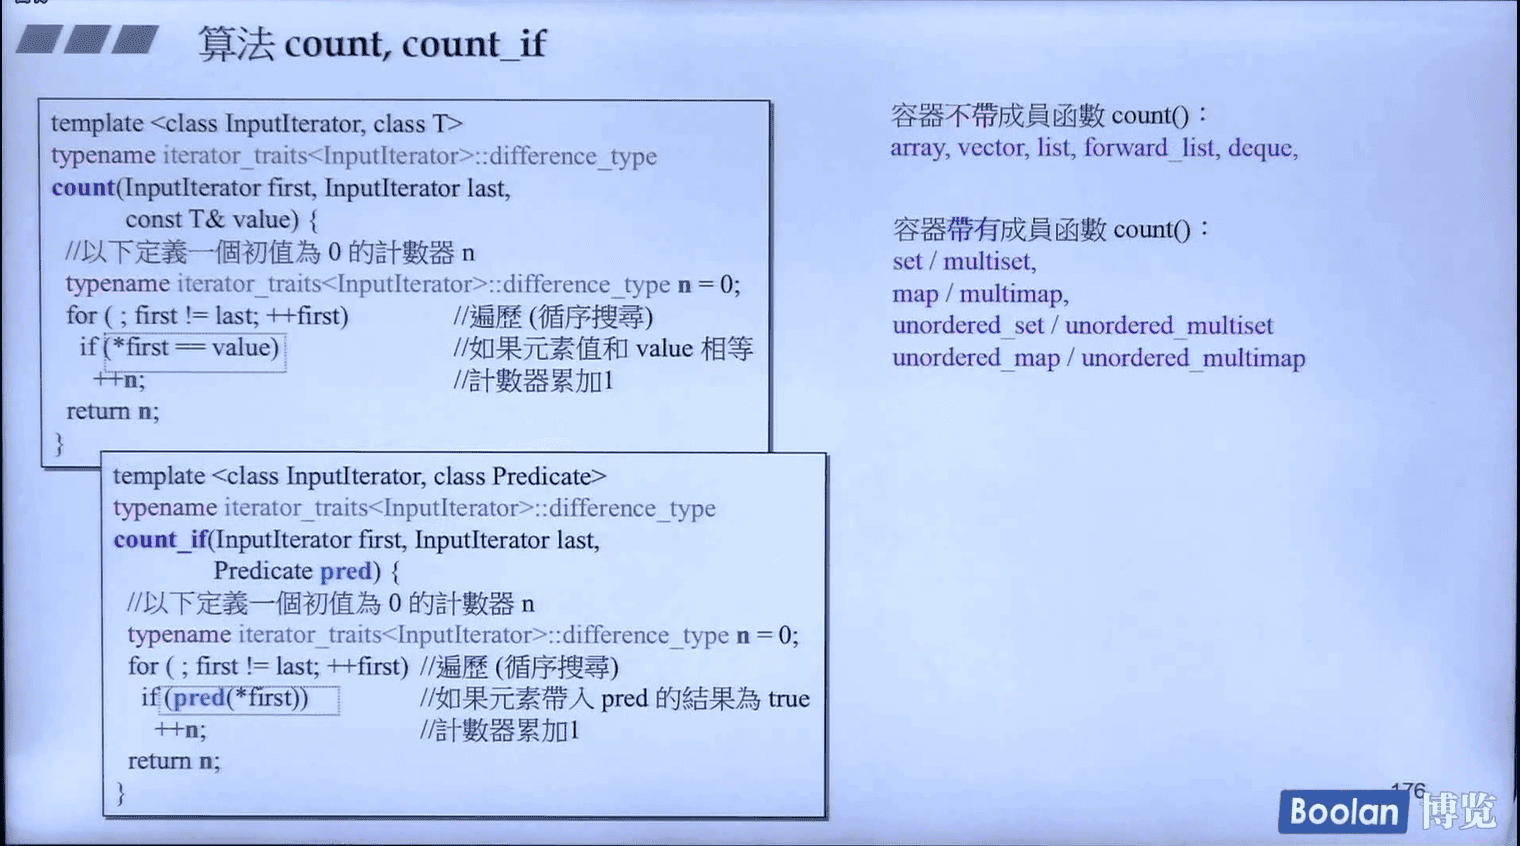 算法 count, count_if
template <class InputIterator, class T>
typename iterator_traits<InputIterator>::difference_type
count(InputIterator first, InputIterator last,
const T& value) {
//以下定義一個初值為 0 的計數器 n
typename iterator_traits<InputIterator>::difference_type n = 0;
for ( ; first != last; ++first) //遍歷 (循序搜尋)
if (*first == value) //如果元素值和 value 相等
++n; //計數器累加1
return n;
}
template <class InputIterator, class Predicate>
typename iterator_traits<InputIterator>::difference_type
count_if(InputIterator first, InputIterator last,
Predicate pred) {
//以下定義一個初值為 0 的計數器 n
typename iterator_traits<InputIterator>::difference_type n = 0;
for ( ; first != last; ++first) //遍歷 (循序搜尋)
if (pred(*first)) //如果元素帶入 pred 的結果為 true
++n; //計數器累加1
return n;
}
容器不帶成員函數 count()：
array, vector, list, forward_list, deque,
容器帶有成員函數 count()：
set / multiset,
map / multimap,
unordered_set / unordered_multiset
unordered_map / unordered_multimap
176
Boolan 博览